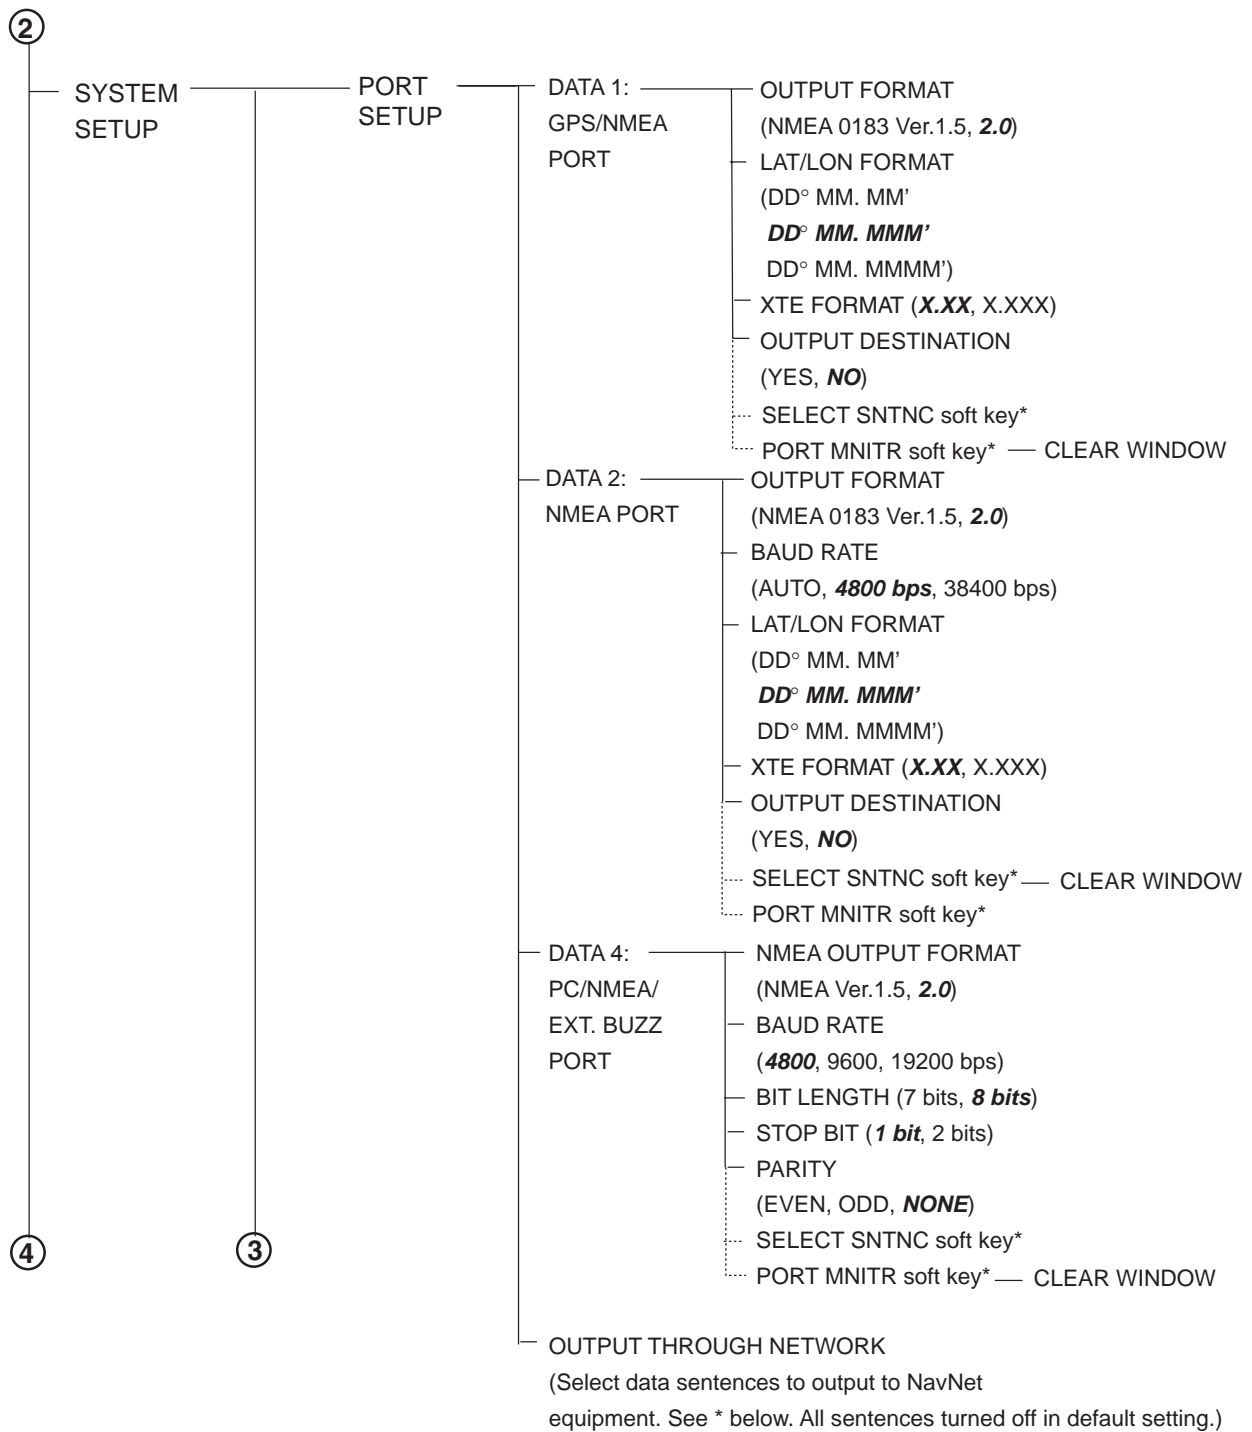 2
SYSTEM
SETUP
PORT
SETUP
DATA 1:
GPS/NMEA
PORT
OUTPUT FORMAT
(NMEA 0183 Ver.1.5, 2.0)
LAT/LON FORMAT
(DD° MM. MM'
DD° MM. MMM'
DD° MM. MMMM')
XTE FORMAT (X.XX, X.XXX)
OUTPUT DESTINATION
(YES, NO)
SELECT SNTNC soft key*
PORT MNITR soft key* — CLEAR WINDOW
DATA 2:
NMEA PORT
OUTPUT FORMAT
(NMEA 0183 Ver.1.5, 2.0)
BAUD RATE
(AUTO, 4800 bps, 38400 bps)
LAT/LON FORMAT
(DD° MM. MM'
DD° MM. MMM'
DD° MM. MMMM')
XTE FORMAT (X.XX, X.XXX)
OUTPUT DESTINATION
(YES, NO)
SELECT SNTNC soft key* — CLEAR WINDOW
PORT MNITR soft key*
DATA 4:
PC/NMEA/
EXT. BUZZ
PORT
NMEA OUTPUT FORMAT
(NMEA Ver.1.5, 2.0)
BAUD RATE
(4800, 9600, 19200 bps)
BIT LENGTH (7 bits, 8 bits)
STOP BIT (1 bit, 2 bits)
PARITY
(EVEN, ODD, NONE)
SELECT SNTNC soft key*
PORT MNITR soft key* — CLEAR WINDOW
4
3
OUTPUT THROUGH NETWORK
(Select data sentences to output to NavNet
equipment. See * below. All sentences turned off in default setting.)